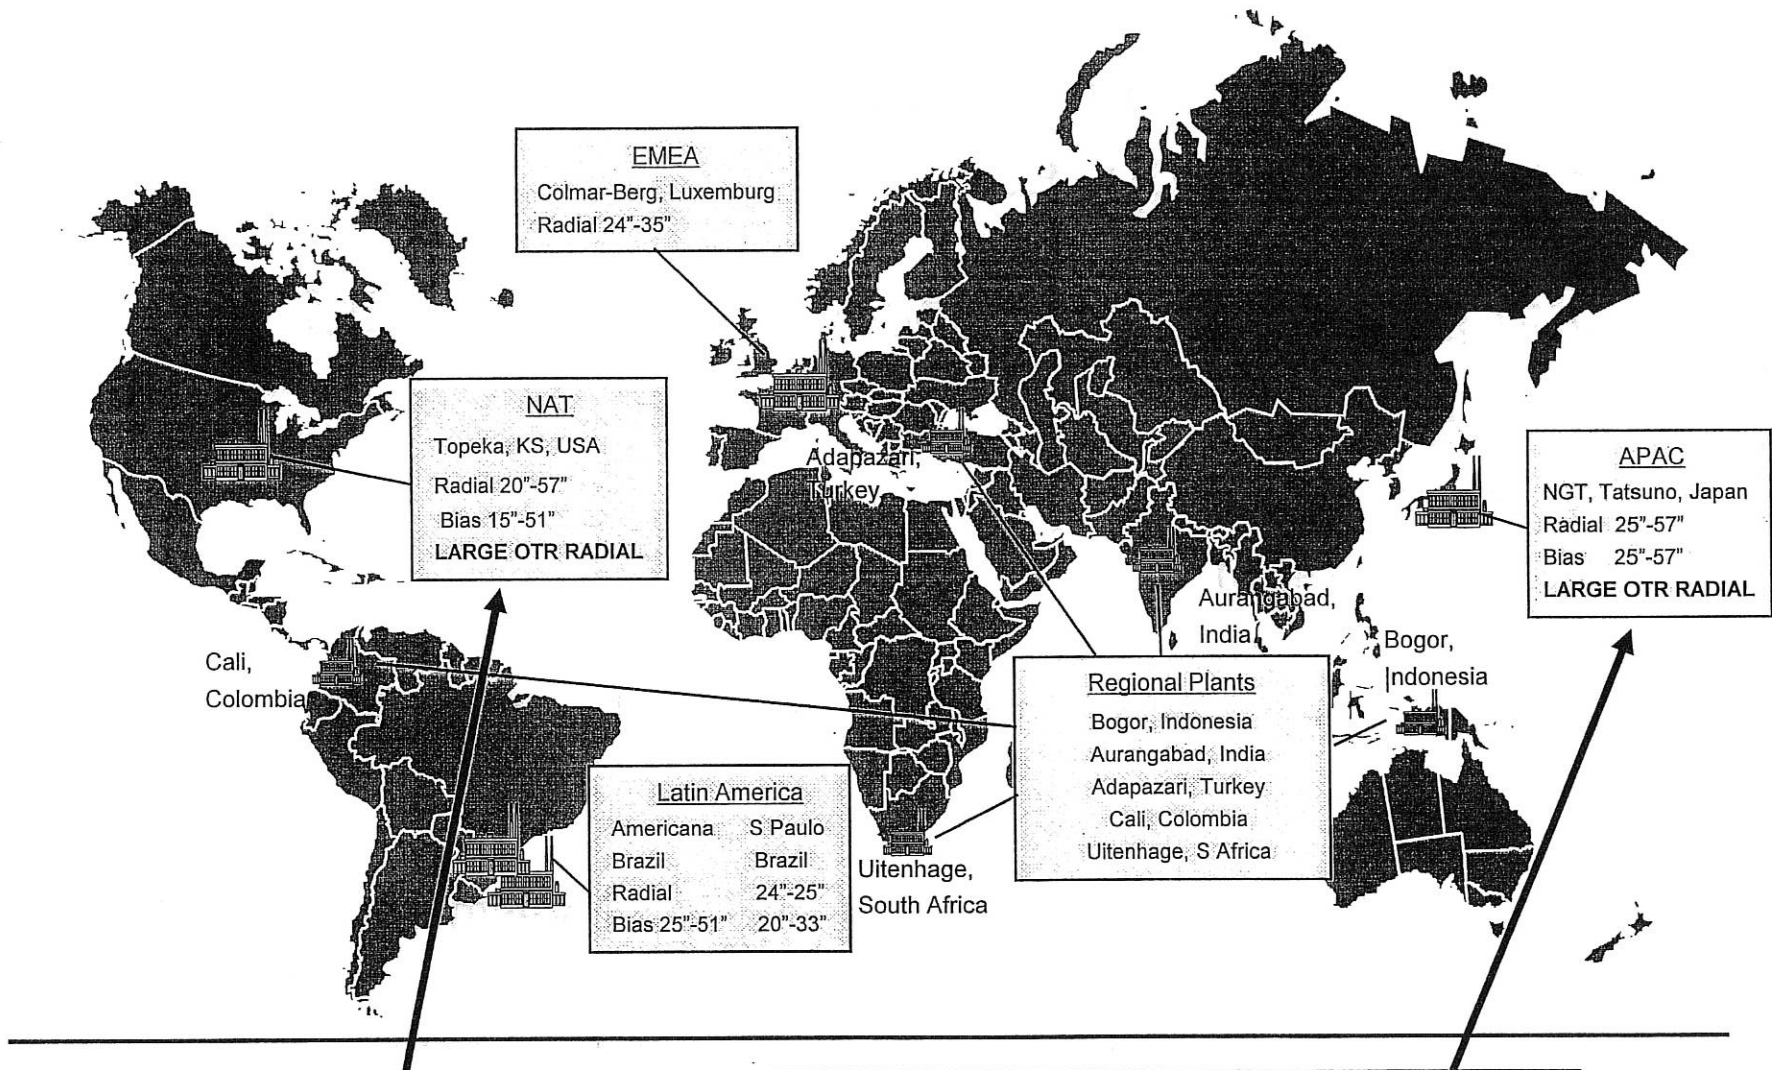 EMEA
Colmar-Berg, Luxemburg
Radial 24"-35"
NAT
Topeka, KS, USA
Radial 20"-57"
Bias 15"-51"
LARGE OTR RADIAL
Adapazari,
Turkey
APAC
NGT, Tatsuno, Japan
Radial 25"-57"
Bias 25"-57"
LARGE OTR RADIAL
Aurangabad,
India
Bogor,
Indonesia
Cali,
Colombia
Regional Plants
Bogor, Indonesia
Aurangabad, India
Adapazari, Turkey
Cali, Colombia
Uitenhage, S Africa
Latin America
Americana S Paulo
Brazil Brazil
Radial 24"-25"
Bias 25"-51" 20"-33"
Uitenhage,
South Africa